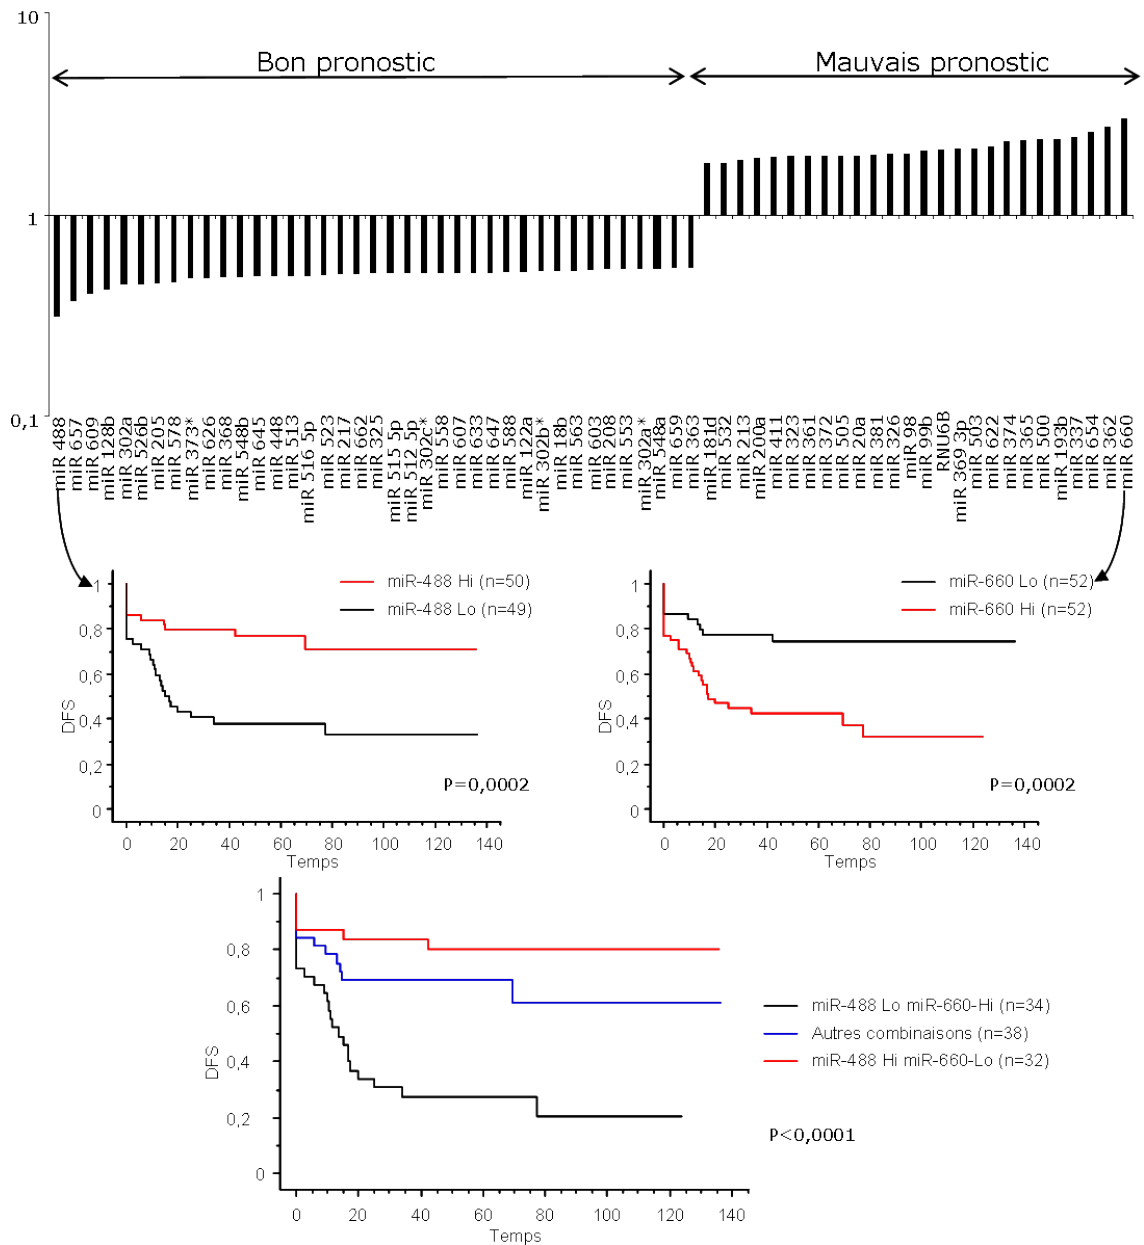 10
Bon pronostic
Mauvais pronostic
1
0,1
miR 488
miR 657
miR 609
miR 128b
miR 302a
miR 526b
miR 205
miR 578
miR 373*
miR 626
miR 368
miR 548b
miR 645
miR 448
miR 513
miR 516 5p
miR 523
miR 217
miR 662
miR 325
miR 515 5p
miR 512 5p
miR 302c*
miR 558
miR 607
miR 633
miR 647
miR 588
miR 122a
miR 302b*
miR 18b
miR 563
miR 603
miR 208
miR 553
miR 302a*
miR 548a
miR 659
miR 363
miR 181d
miR 532
miR 213
miR 200a
miR 411
miR 323
miR 361
miR 372
miR 505
miR 20a
miR 381
miR 326
miR 98
miR 99b
RNU6B
miR 369 3p
miR 503
miR 622
miR 374
miR 365
miR 500
miR 193b
miR 337
miR 654
miR 362
miR 660
miR-488 Hi (n=50)
miR-488 Lo (n=49)
1
0,8
0,6
0,4
0,2
0
DFS
P=0,0002
0 20 40 60 80 100 120 140
Temps
miR-660 Lo (n=52)
miR-660 Hi (n=52)
1
0,8
0,6
0,4
0,2
0
DFS
P=0,0002
0 20 40 60 80 100 120 140
Temps
1
0,8
0,6
0,4
0,2
0
DFS
miR-488 Lo miR-660-Hi (n=34)
Autres combinaisons (n=38)
miR-488 Hi miR-660-Lo (n=32)
P<0,0001
0 20 40 60 80 100 120 140
Temps